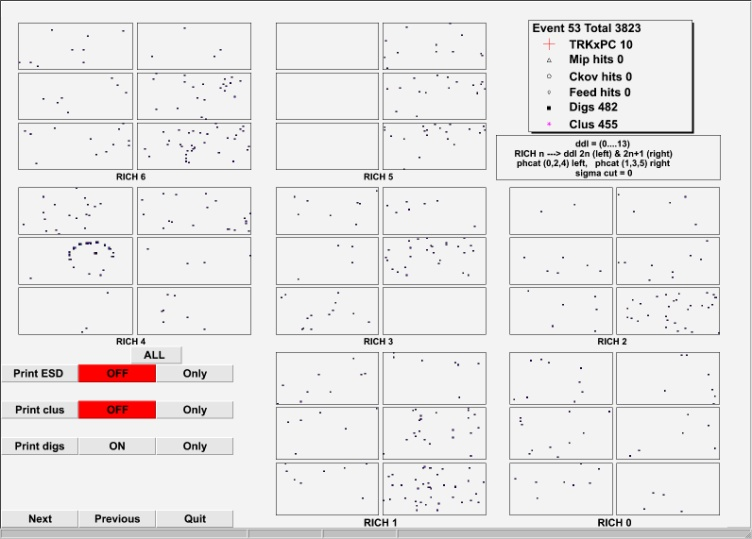 Event 53 Total 3823
TRKxPC 10
Mip hits 0
Ckov hits 0
Feed hits 0
Digs 482
Clus 455
ddl = (0....13)
RICH n ---> ddl 2n (left) & 2n+1 (right)
phcat (0,2,4) left, phcat (1,3,5) right
sigma cut = 0
RICH 6
RICH 5
RICH 4
RICH 3
RICH 2
ALL
Print ESD OFF Only
Print clus OFF Only
Print digs ON Only
Next Previous Quit
RICH 1
RICH 0